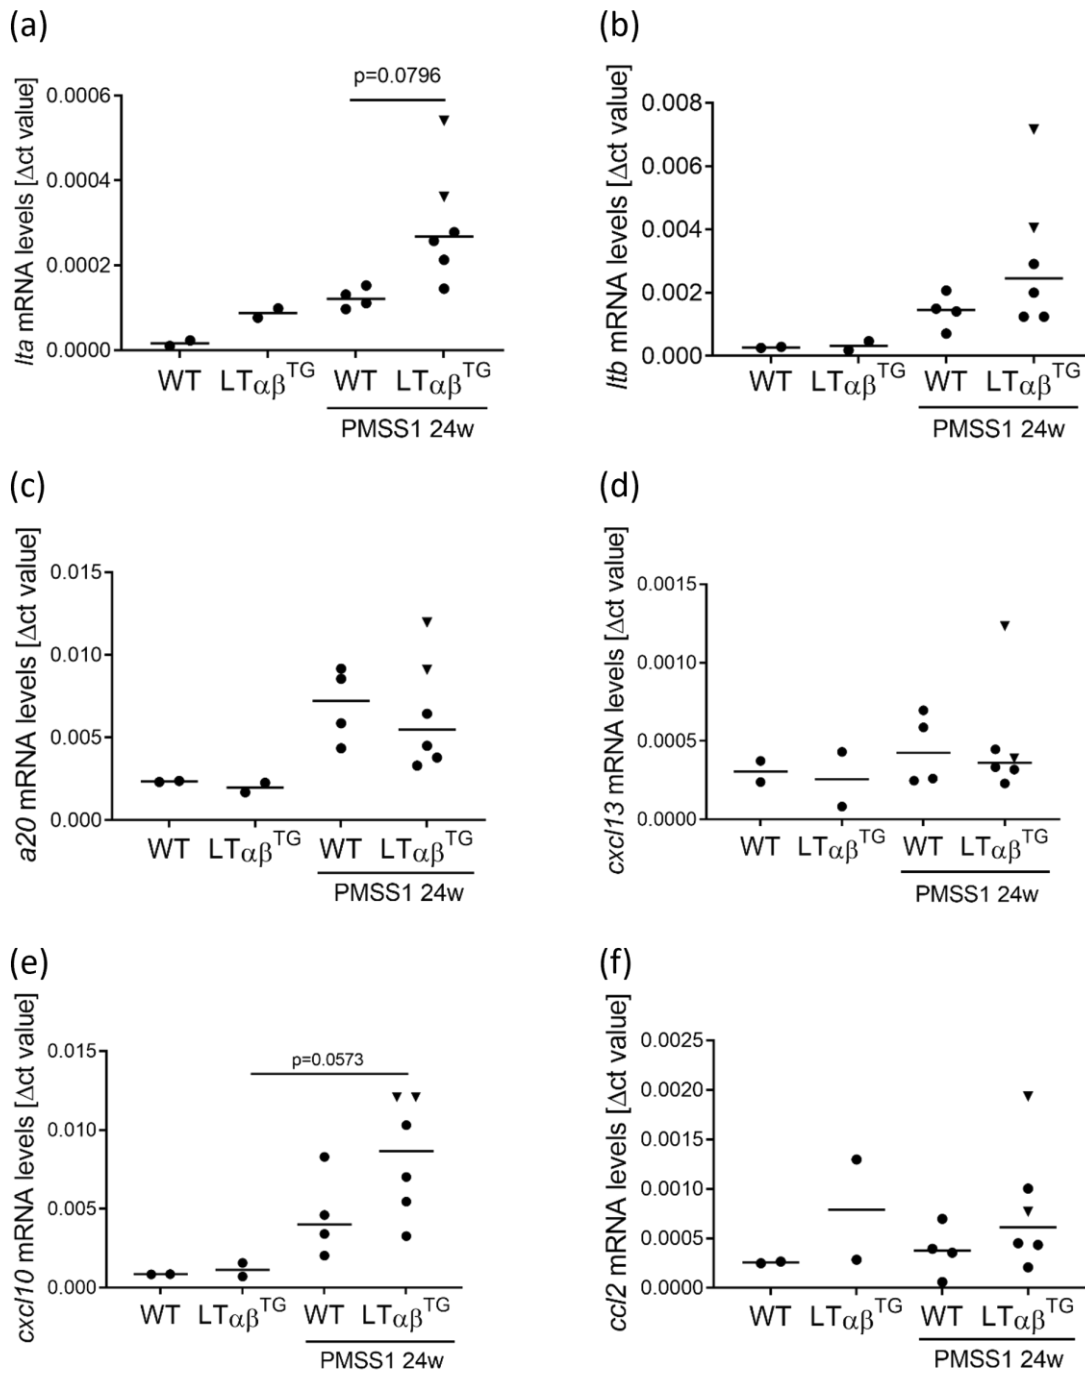 (a)
lta mRNA levels [Δct value]
0.0006
0.0004
0.0002
0.0000
p=0.0796
WT LTαβTG WT LTαβTG
PMSS1 24w
(b)
ltb mRNA levels [Δct value]
0.008
0.006
0.004
0.002
0.000
WT LTαβTG WT LTαβTG
PMSS1 24w
(c)
a20 mRNA levels [Δct value]
0.015
0.010
0.005
0.000
WT LTαβTG WT LTαβTG
PMSS1 24w
(d)
cxcl13 mRNA levels [Δct value]
0.0015
0.0010
0.0005
0.0000
WT LTαβTG WT LTαβTG
PMSS1 24w
(e)
cxcl10 mRNA levels [Δct value]
0.015
0.010
0.005
0.000
p=0.0573
WT LTαβTG WT LTαβTG
PMSS1 24w
(f)
ccl2 mRNA levels [Δct value]
0.0025
0.0020
0.0015
0.0010
0.0005
0.0000
WT LTαβTG WT LTαβTG
PMSS1 24w